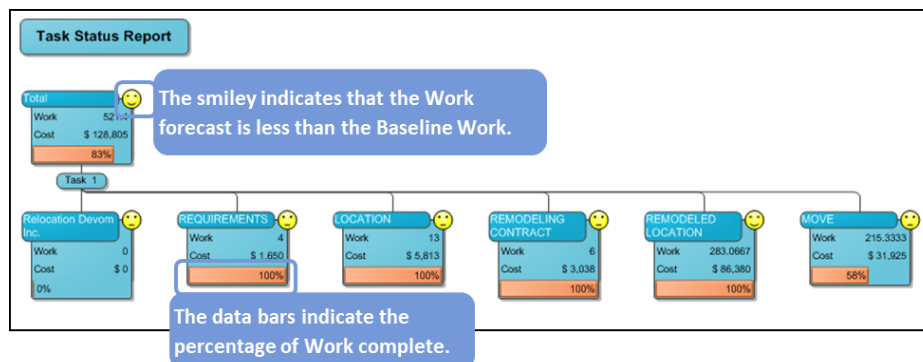 Task Status Report
Total
Work
Cost $ 128,805
83%
The smiley indicates that the Work
forecast is less than the Baseline Work.
Task 1
Relocation Devom
Inc.
Work 0
Cost $ 0
0%
REQUIREMENTS
Work 4
Cost $ 1,650
100%
LOCATION
Work 13
Cost $ 5,813
100%
REMODELING
CONTRACT
Work 6
Cost $ 3,038
100%
REMODELED
LOCATION
Work 283.0667
Cost $ 86,380
100%
MOVE
Work 215.3333
Cost $ 31,925
58%
The data bars indicate the
percentage of Work complete.